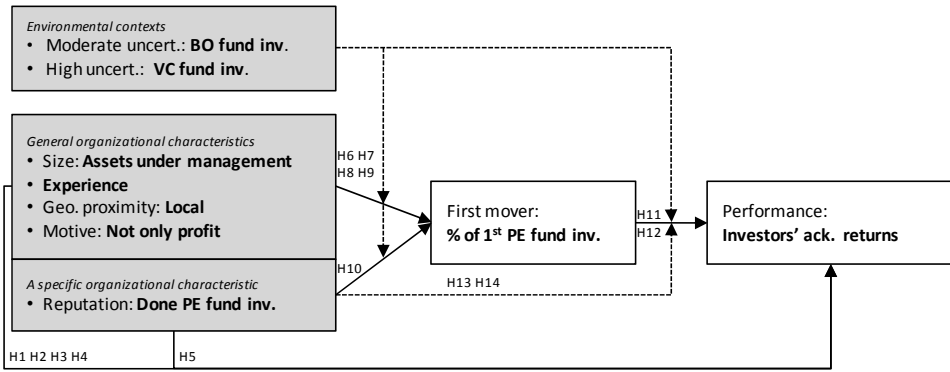 Environmental contexts
• Moderate uncert.: BO fund inv.
• High uncert.: VC fund inv.
General organizational characteristics
• Size: Assets under management
• Experience
• Geo. proximity: Local
• Motive: Not only profit
A specific organizational characteristic
• Reputation: Done PE fund inv.
H6 H7
H8 H9
H10
First mover:
% of 1st PE fund inv.
H11
H12
Performance:
Investors’ ack. returns
H13 H14
H1 H2 H3 H4
H5